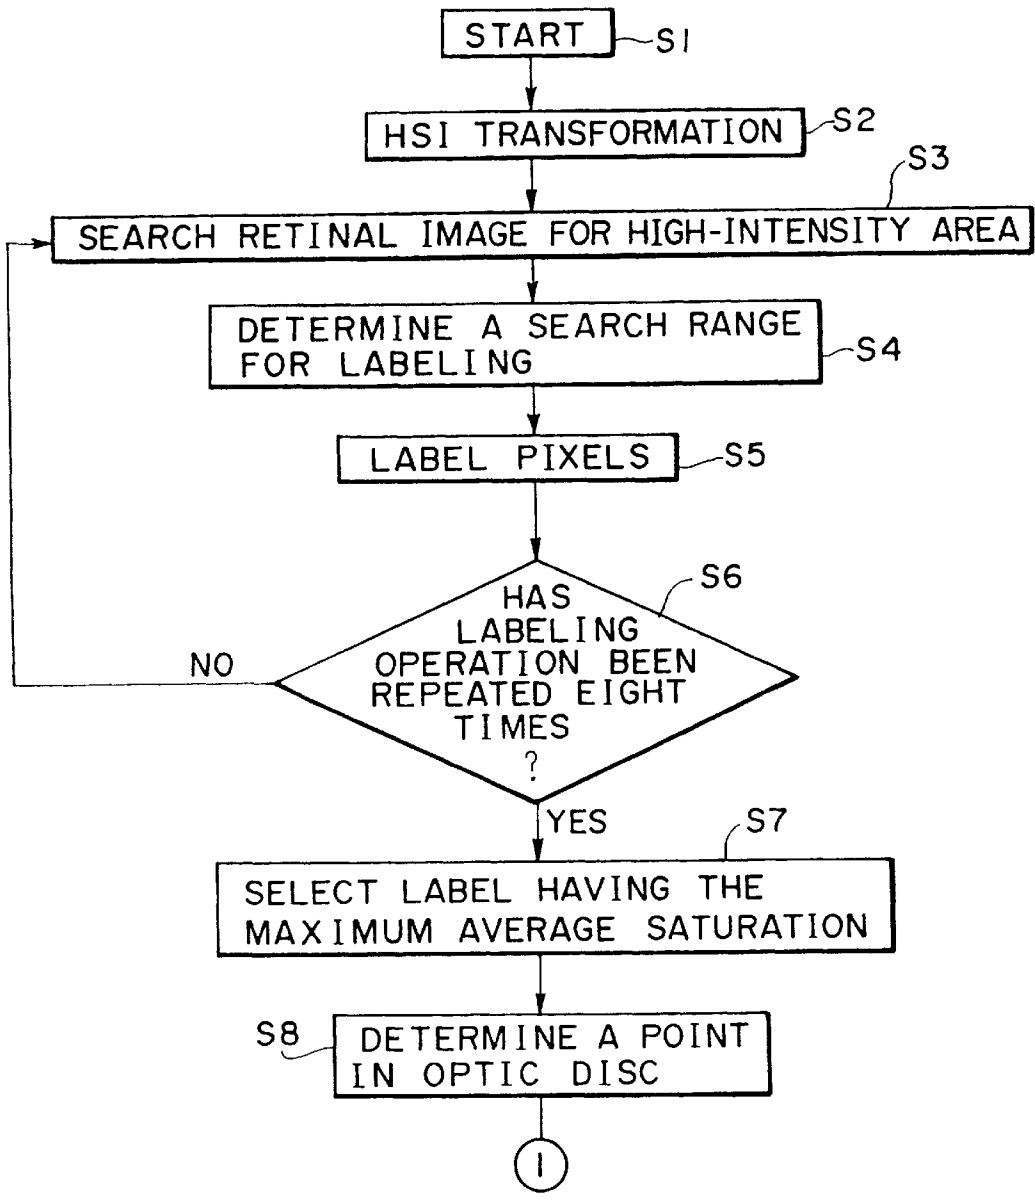 START
S1
HSI TRANSFORMATION
S2
S3
SEARCH RETINAL IMAGE FOR HIGH-INTENSITY AREA
DETERMINE A SEARCH RANGE
FOR LABELING
S4
LABEL PIXELS
S5
S6
HAS
LABELING
OPERATION BEEN
REPEATED EIGHT
TIMES
?
NO
YES
S7
SELECT LABEL HAVING THE
MAXIMUM AVERAGE SATURATION
S8
DETERMINE A POINT
IN OPTIC DISC
1